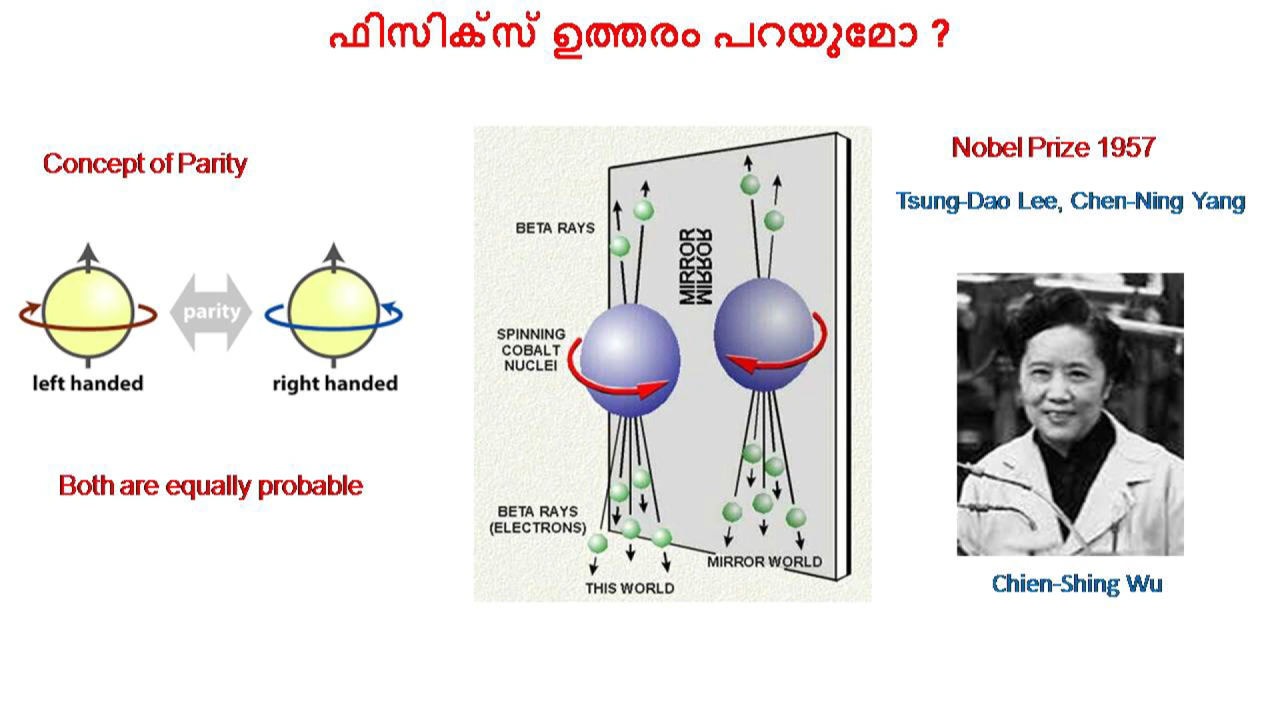 ഫിസിക്സ് ഉത്തരം പറയുമോ ?
Concept of Parity
parity
left handed
right handed
Both are equally probable
BETA RAYS
MIRROR
MIRROR
SPINNING
COBALT
NUCLEI
BETA RAYS
(ELECTRONS)
MIRROR WORLD
THIS WORLD
Nobel Prize 1957
Tsung-Dao Lee, Chen-Ning Yang
Chien-Shing Wu